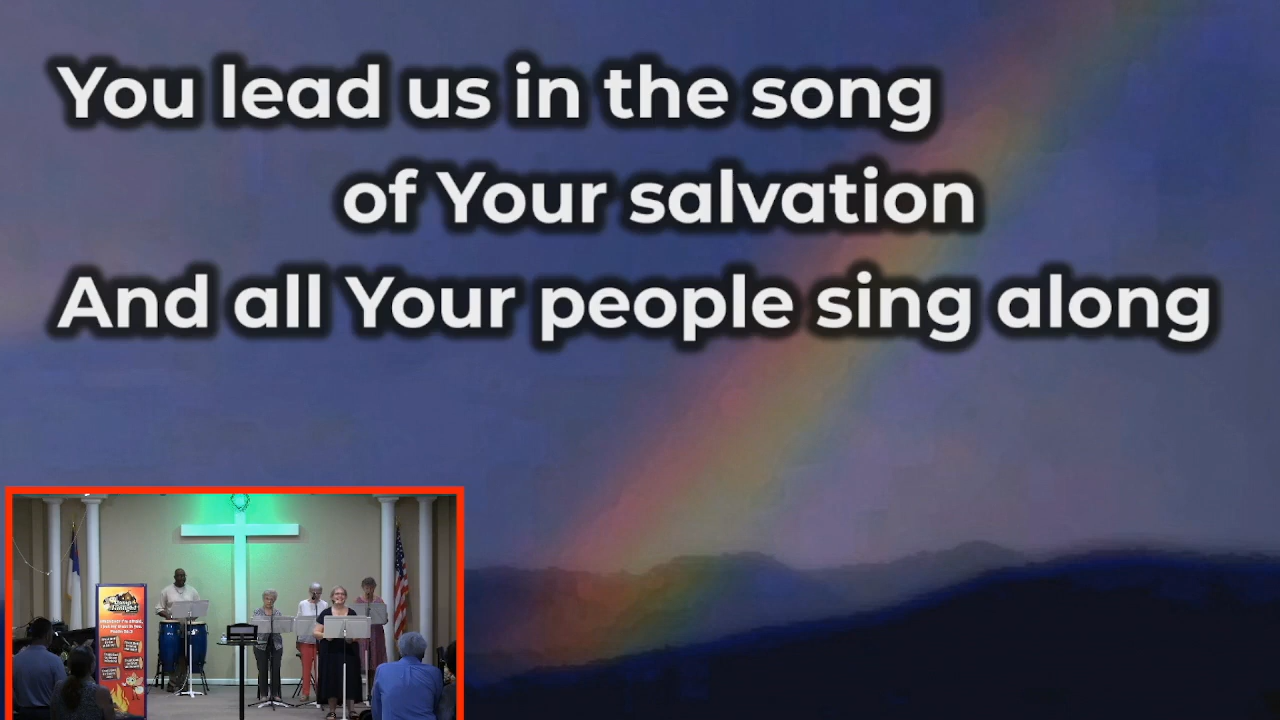 You lead us in the song
of Your salvation
And all Your people sing along